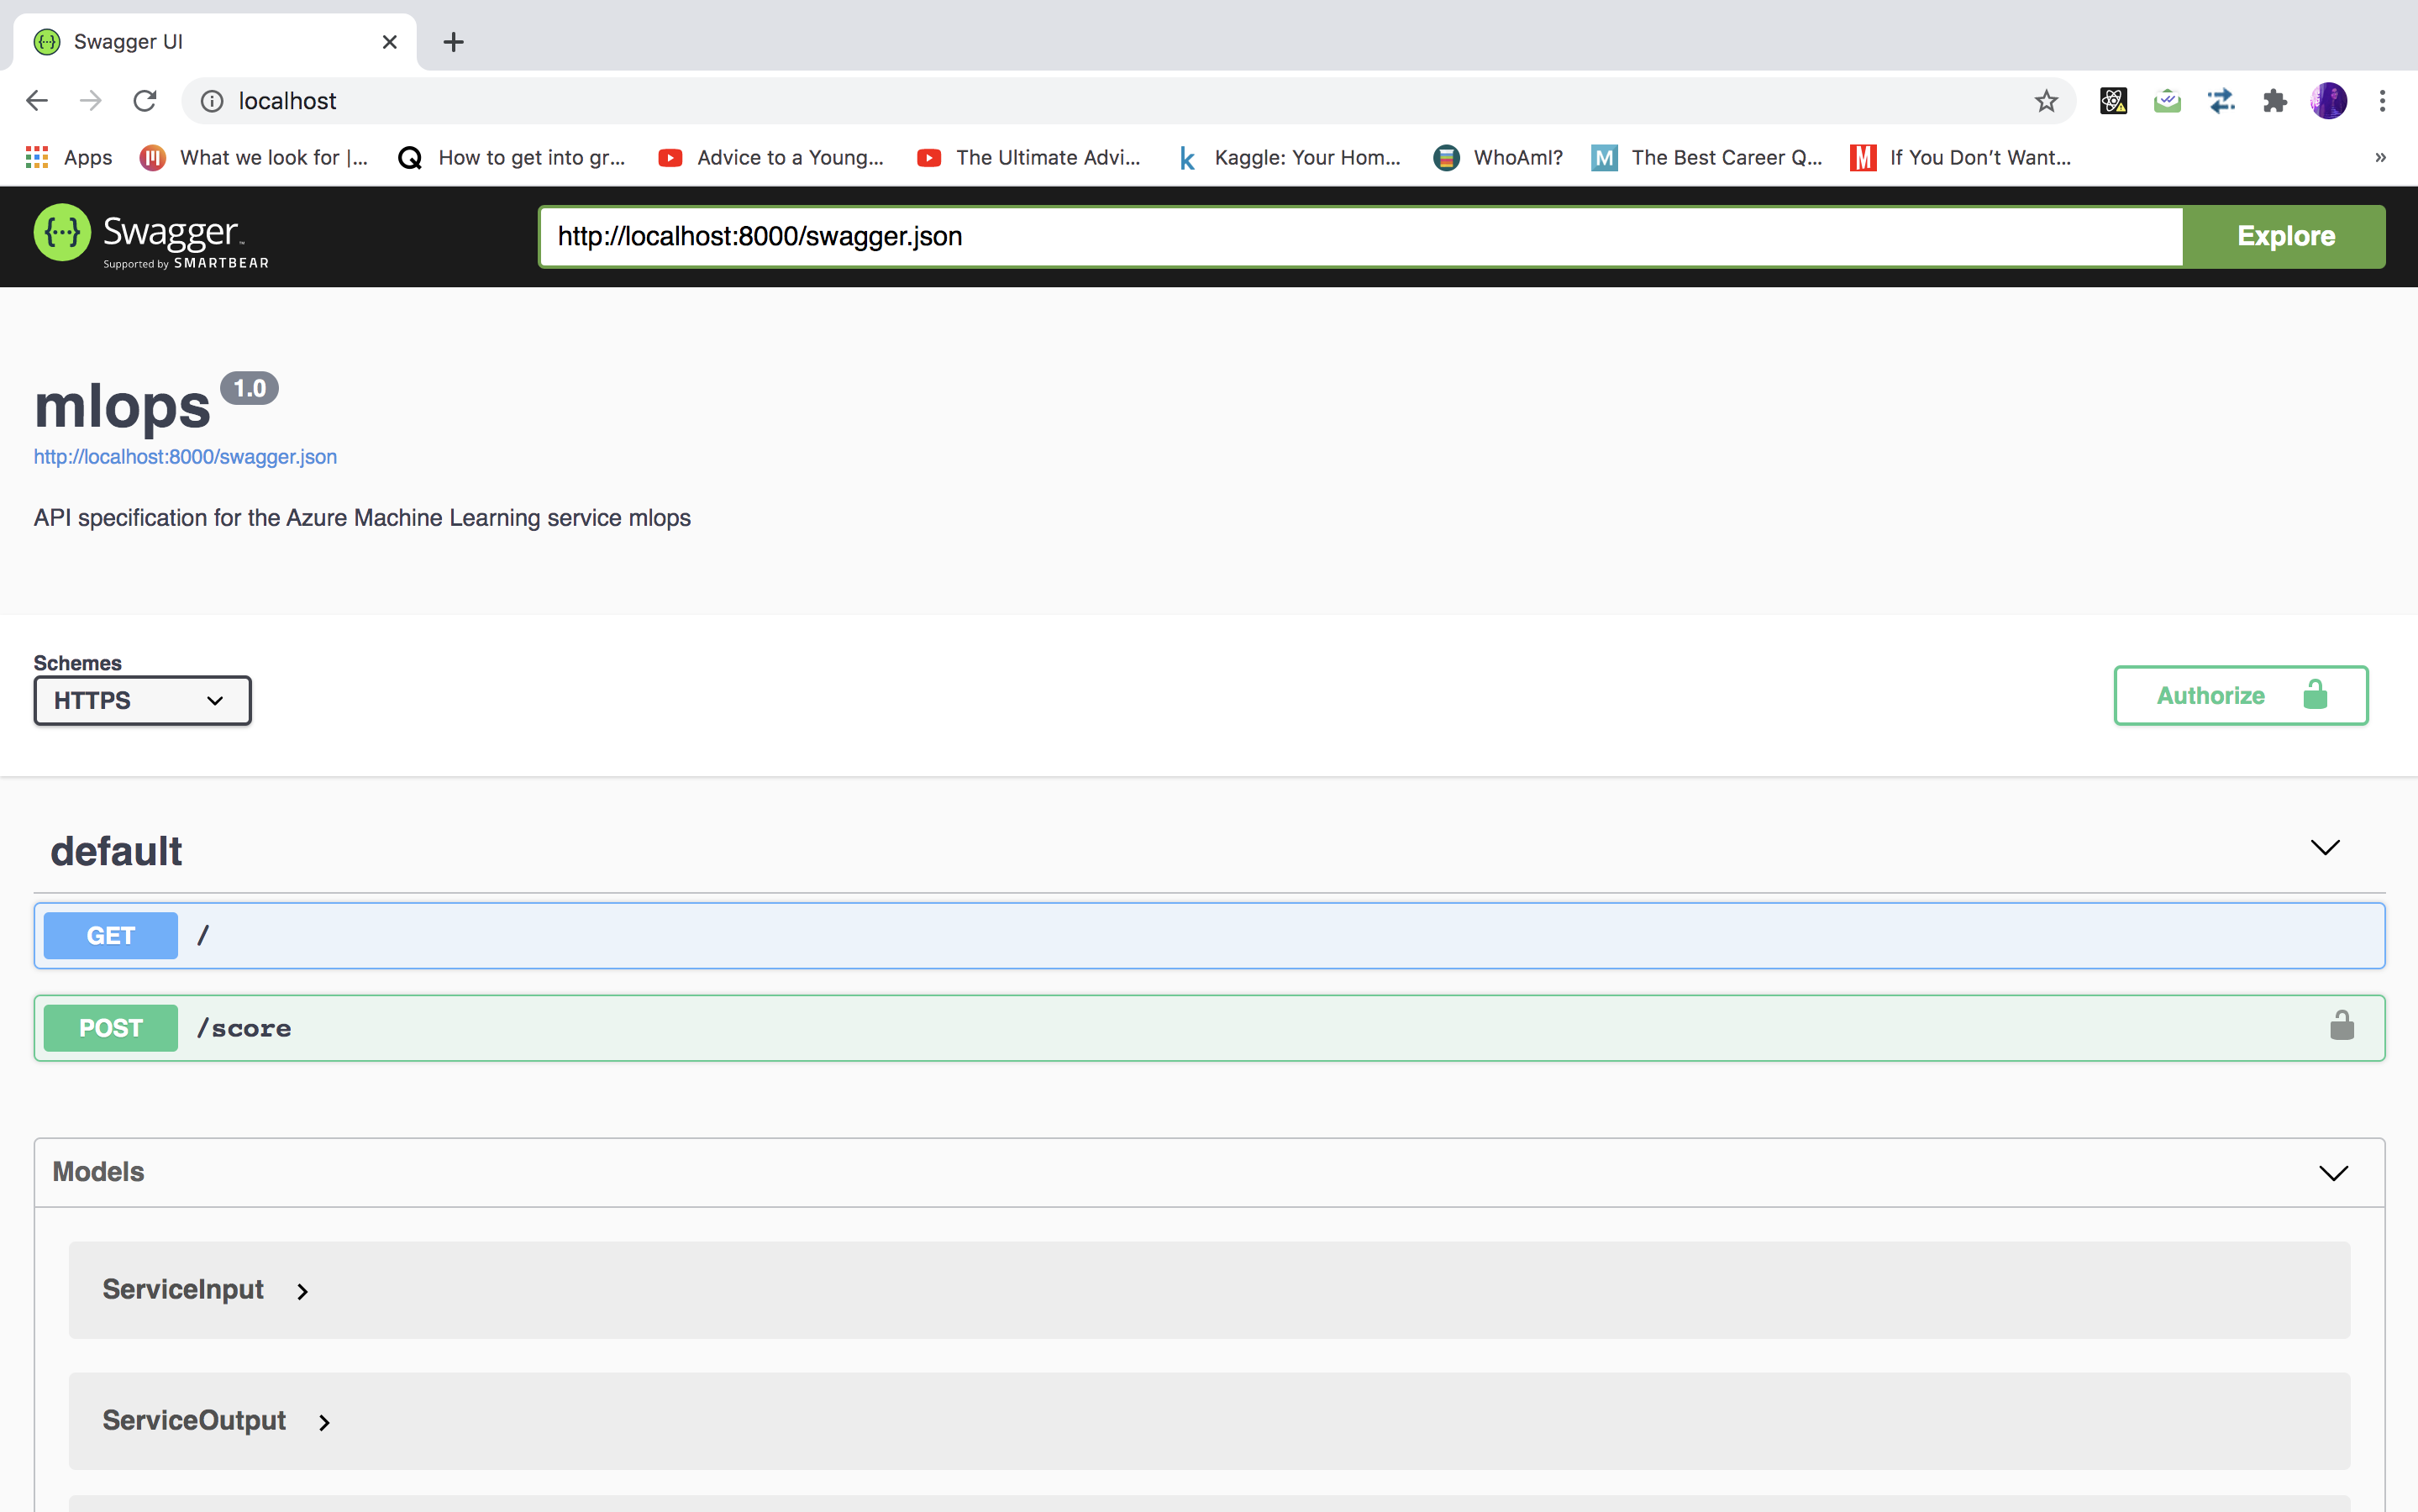 Swagger UI
localhost
Apps What we look for |... How to get into gr... Advice to a Young... The Ultimate Advi... Kaggle: Your Hom... WhoAmI? The Best Career Q... If You Don’t Want... »
Swagger™
Supported by SMARTBEAR
http://localhost:8000/swagger.json Explore
mlops 1.0
http://localhost:8000/swagger.json
API specification for the Azure Machine Learning service mlops
Schemes
HTTPS
Authorize
default
GET /
POST /score
Models
ServiceInput
ServiceOutput